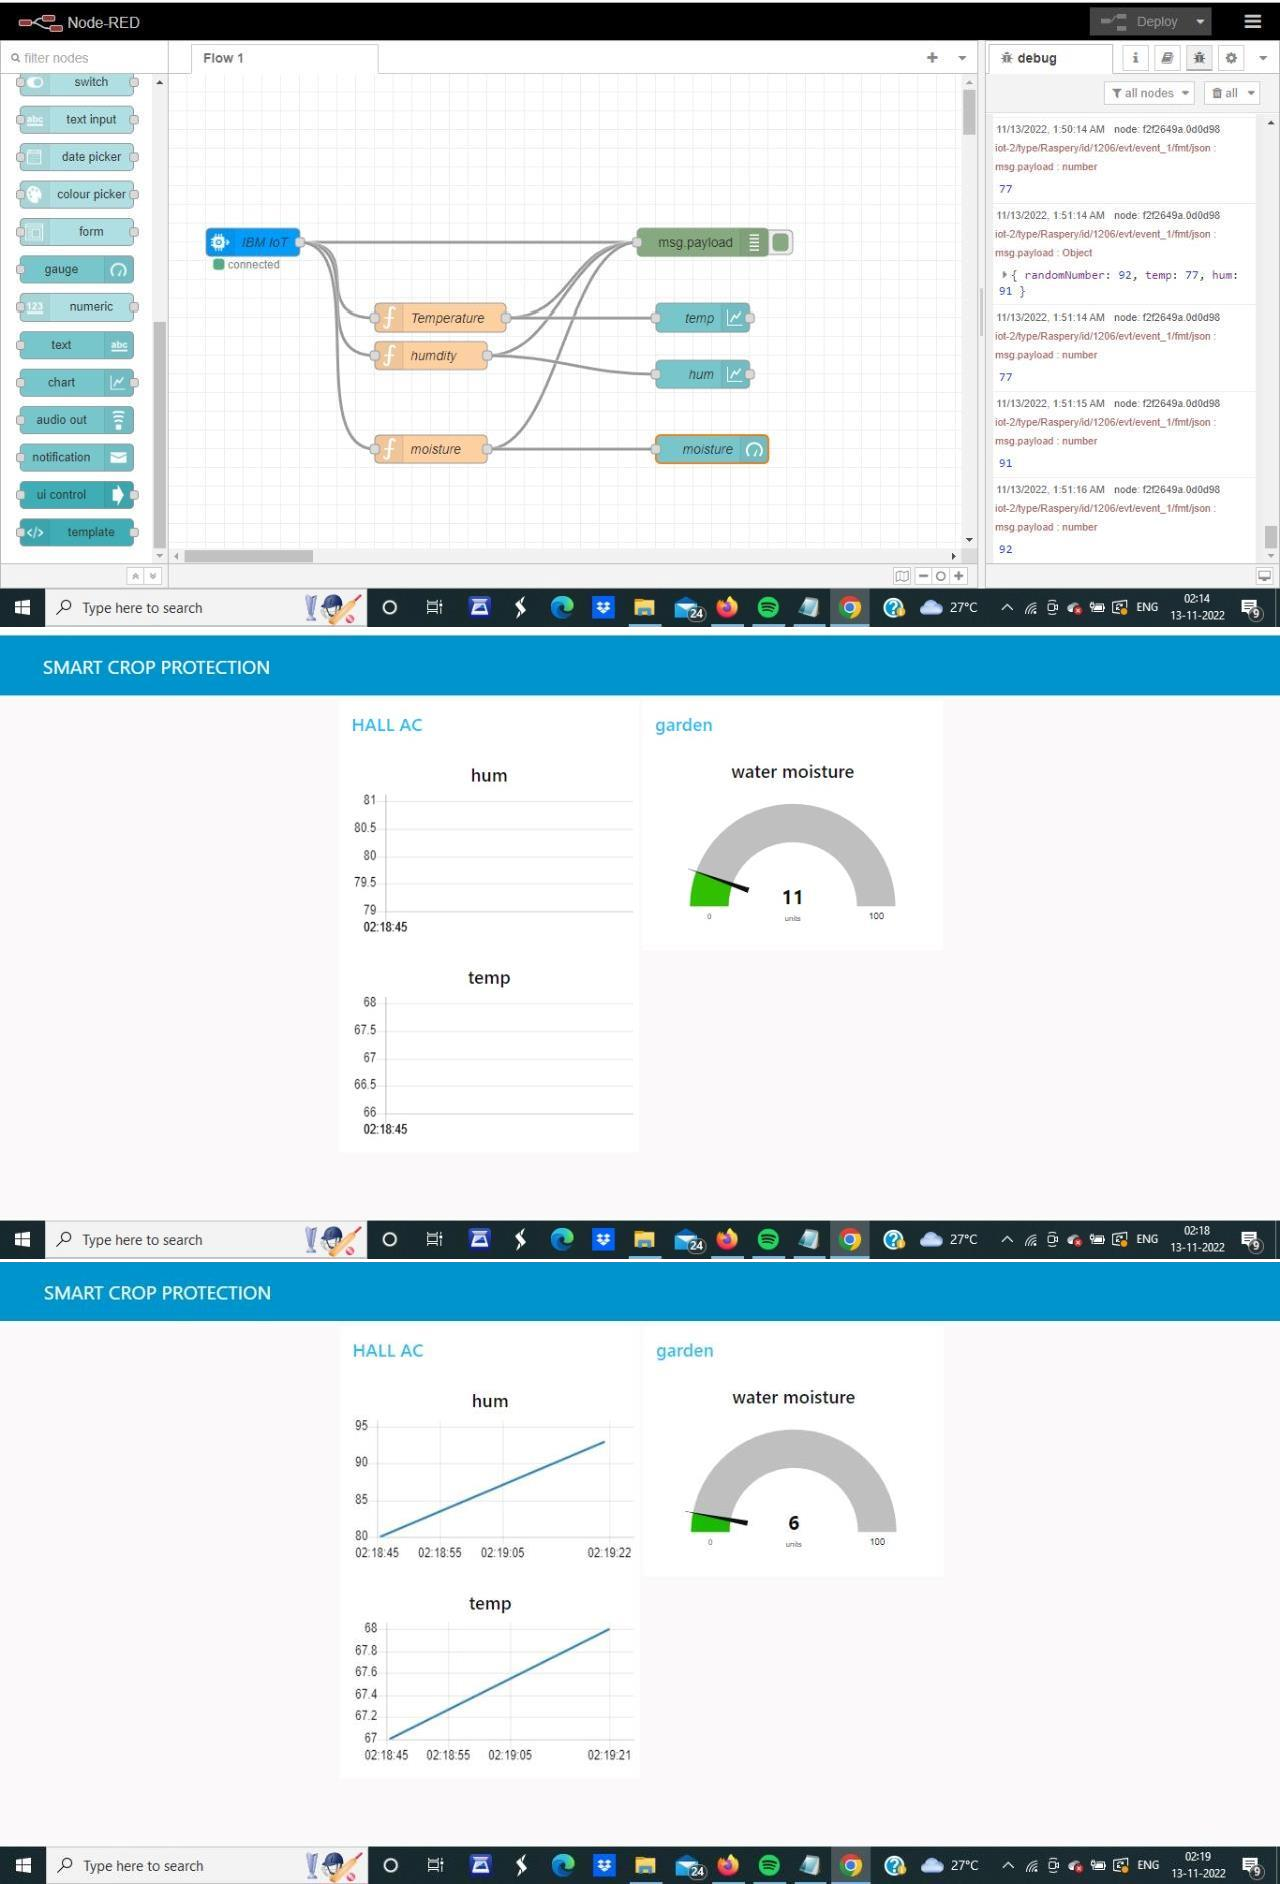 Node-RED
Deploy
filter nodes
Flow 1
debug
i
all nodes
all
switch
abc text input
date picker
colour picker
form
gauge
123 numeric
text abc
chart
audio out
notification
ui control
</> template
IBM IoT
connected
msg.payload
f Temperature
temp
f humdity
hum
f moisture
moisture
11/13/2022, 1:50:14 AM node: f2f2649a.0d0d98
iot-2/type/Raspery/id/1206/evt/event_1/fmt/json :
msg.payload : number
77
11/13/2022, 1:51:14 AM node: f2f2649a.0d0d98
iot-2/type/Raspery/id/1206/evt/event_1/fmt/json :
msg.payload : Object
{ randomNumber: 92, temp: 77, hum:
91 }
11/13/2022, 1:51:14 AM node: f2f2649a.0d0d98
iot-2/type/Raspery/id/1206/evt/event_1/fmt/json :
msg.payload : number
77
11/13/2022, 1:51:15 AM node: f2f2649a.0d0d98
iot-2/type/Raspery/id/1206/evt/event_1/fmt/json :
msg.payload : number
91
11/13/2022, 1:51:16 AM node: f2f2649a.0d0d98
iot-2/type/Raspery/id/1206/evt/event_1/fmt/json :
msg.payload : number
92
Type here to search
24
27°C
ENG
02:14
13-11-2022
9
SMART CROP PROTECTION
HALL AC
hum
81
80.5
80
79.5
79
02:18:45
temp
68
67.5
67
66.5
66
02:18:45
garden
water moisture
11
0 units 100
Type here to search
24
27°C
ENG
02:18
13-11-2022
9
SMART CROP PROTECTION
HALL AC
hum
95
90
85
80
02:18:45 02:18:55 02:19:05 02:19:22
temp
68
67.8
67.6
67.4
67.2
67
02:18:45 02:18:55 02:19:05 02:19:21
garden
water moisture
6
0 units 100
Type here to search
24
27°C
ENG
02:19
13-11-2022
9